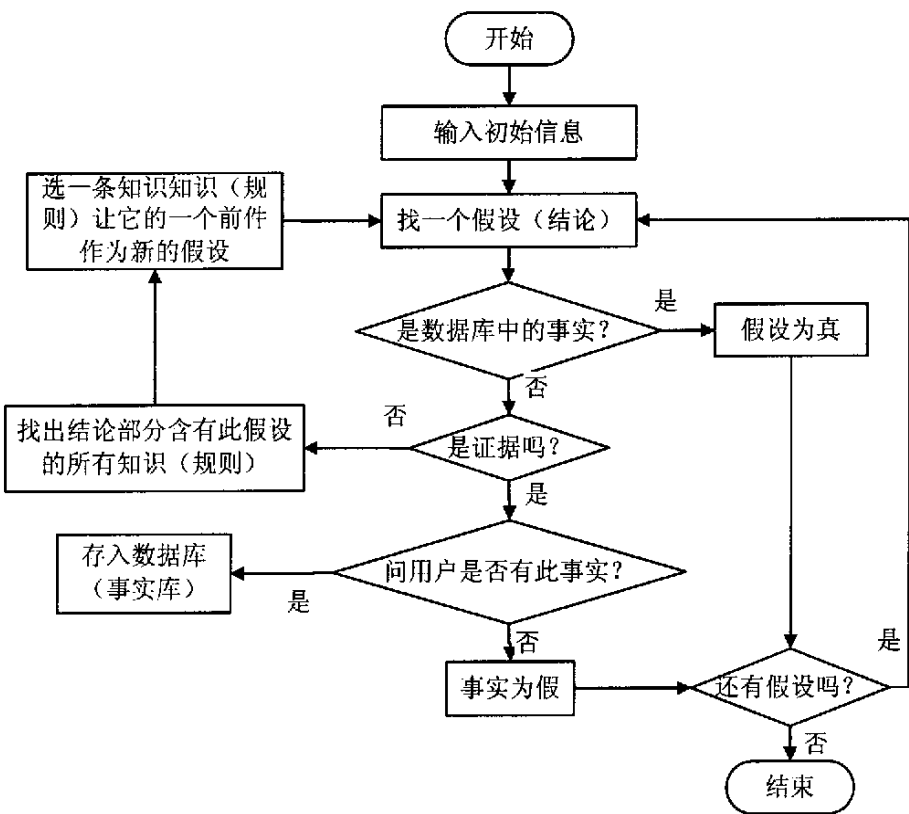 开始
输入初始信息
选一条知识知识（规
则）让它的一个前件
作为新的假设
找一个假设（结论）
是数据库中的事实？
是
假设为真
否
是证据吗？
否
找出结论部分含有此假设
的所有知识（规则）
是
问用户是否有此事实？
是
存入数据库
（事实库）
否
事实为假
还有假设吗？
是
否
结束